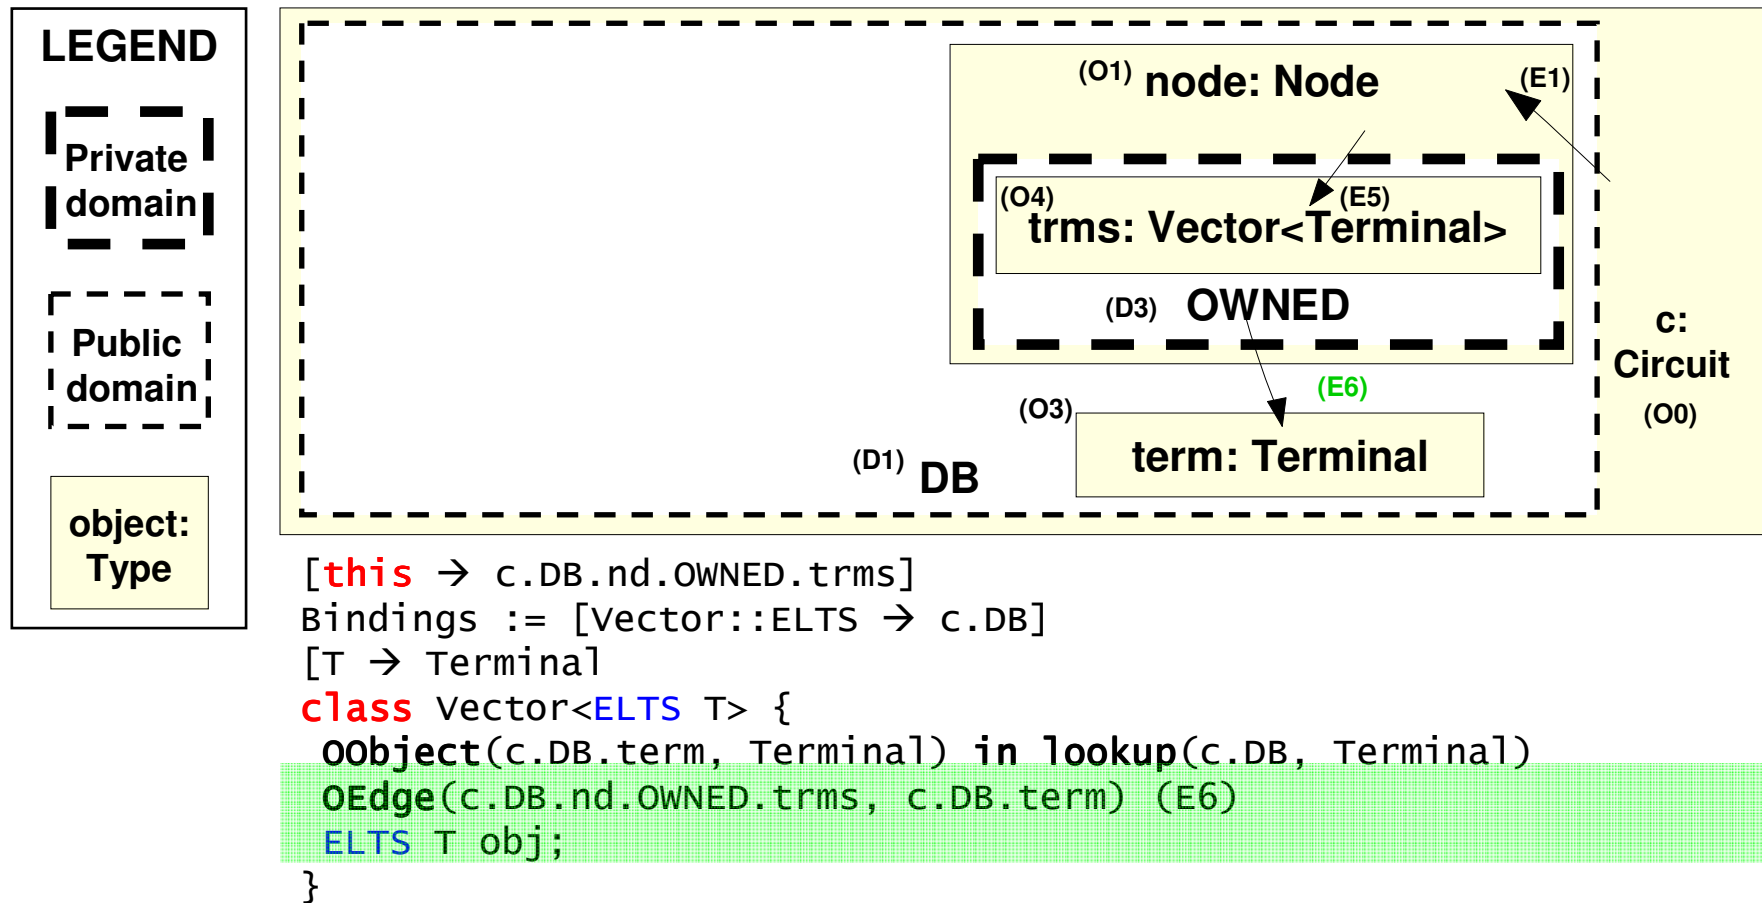 LEGEND
Private
domain
Public
domain
object:
Type
(O1) node: Node (E1)
(O4) (E5)
trms: Vector<Terminal>
(D3) OWNED
(E6)
(O3)
term: Terminal
(D1) DB
c:
Circuit
(O0)
[this → c.DB.nd.OWNED.trms]
Bindings := [Vector::ELTS → c.DB]
[T → Terminal
class Vector<ELTS T> {
OObject(c.DB.term, Terminal) in lookup(c.DB, Terminal)
OEdge(c.DB.nd.OWNED.trms, c.DB.term) (E6)
ELTS T obj;
}